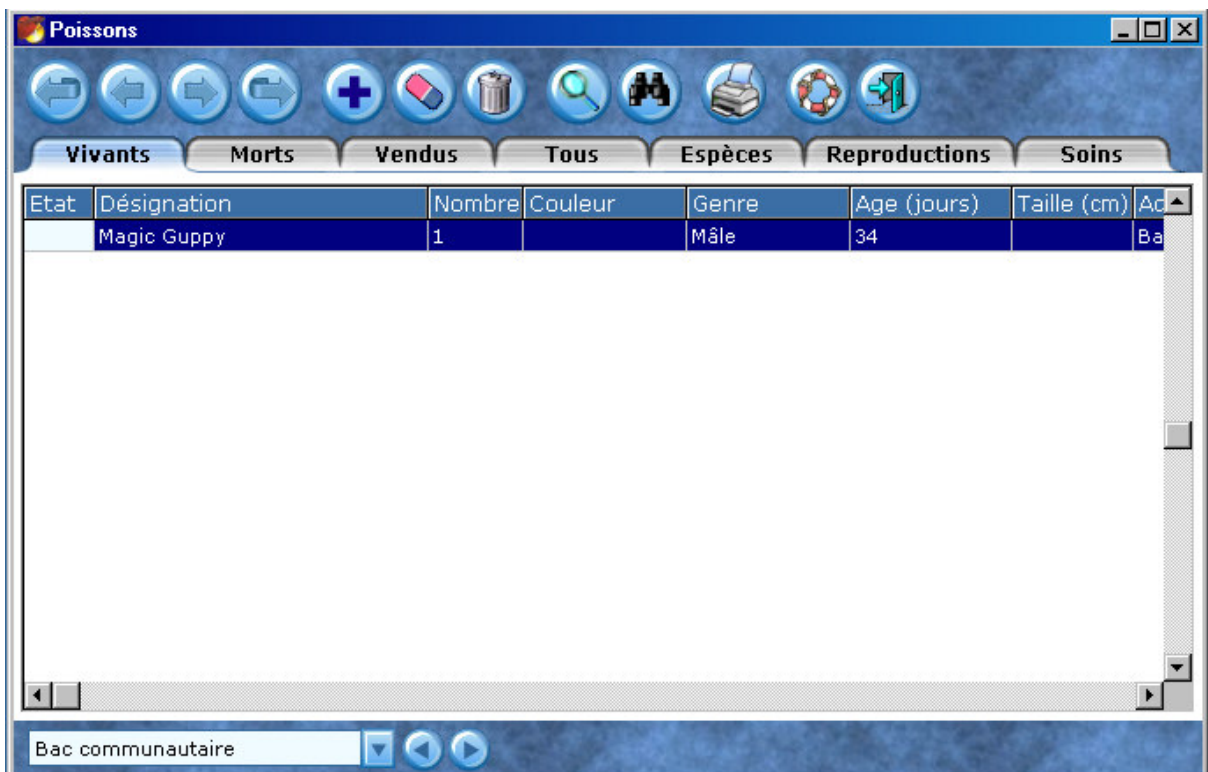 Poissons
Vivants Morts Vendus Tous Espèces Reproductions Soins
Etat Désignation Nombre Couleur Genre Age (jours) Taille (cm)
Magic Guppy 1 Mâle 34 Ba
Bac communautaire